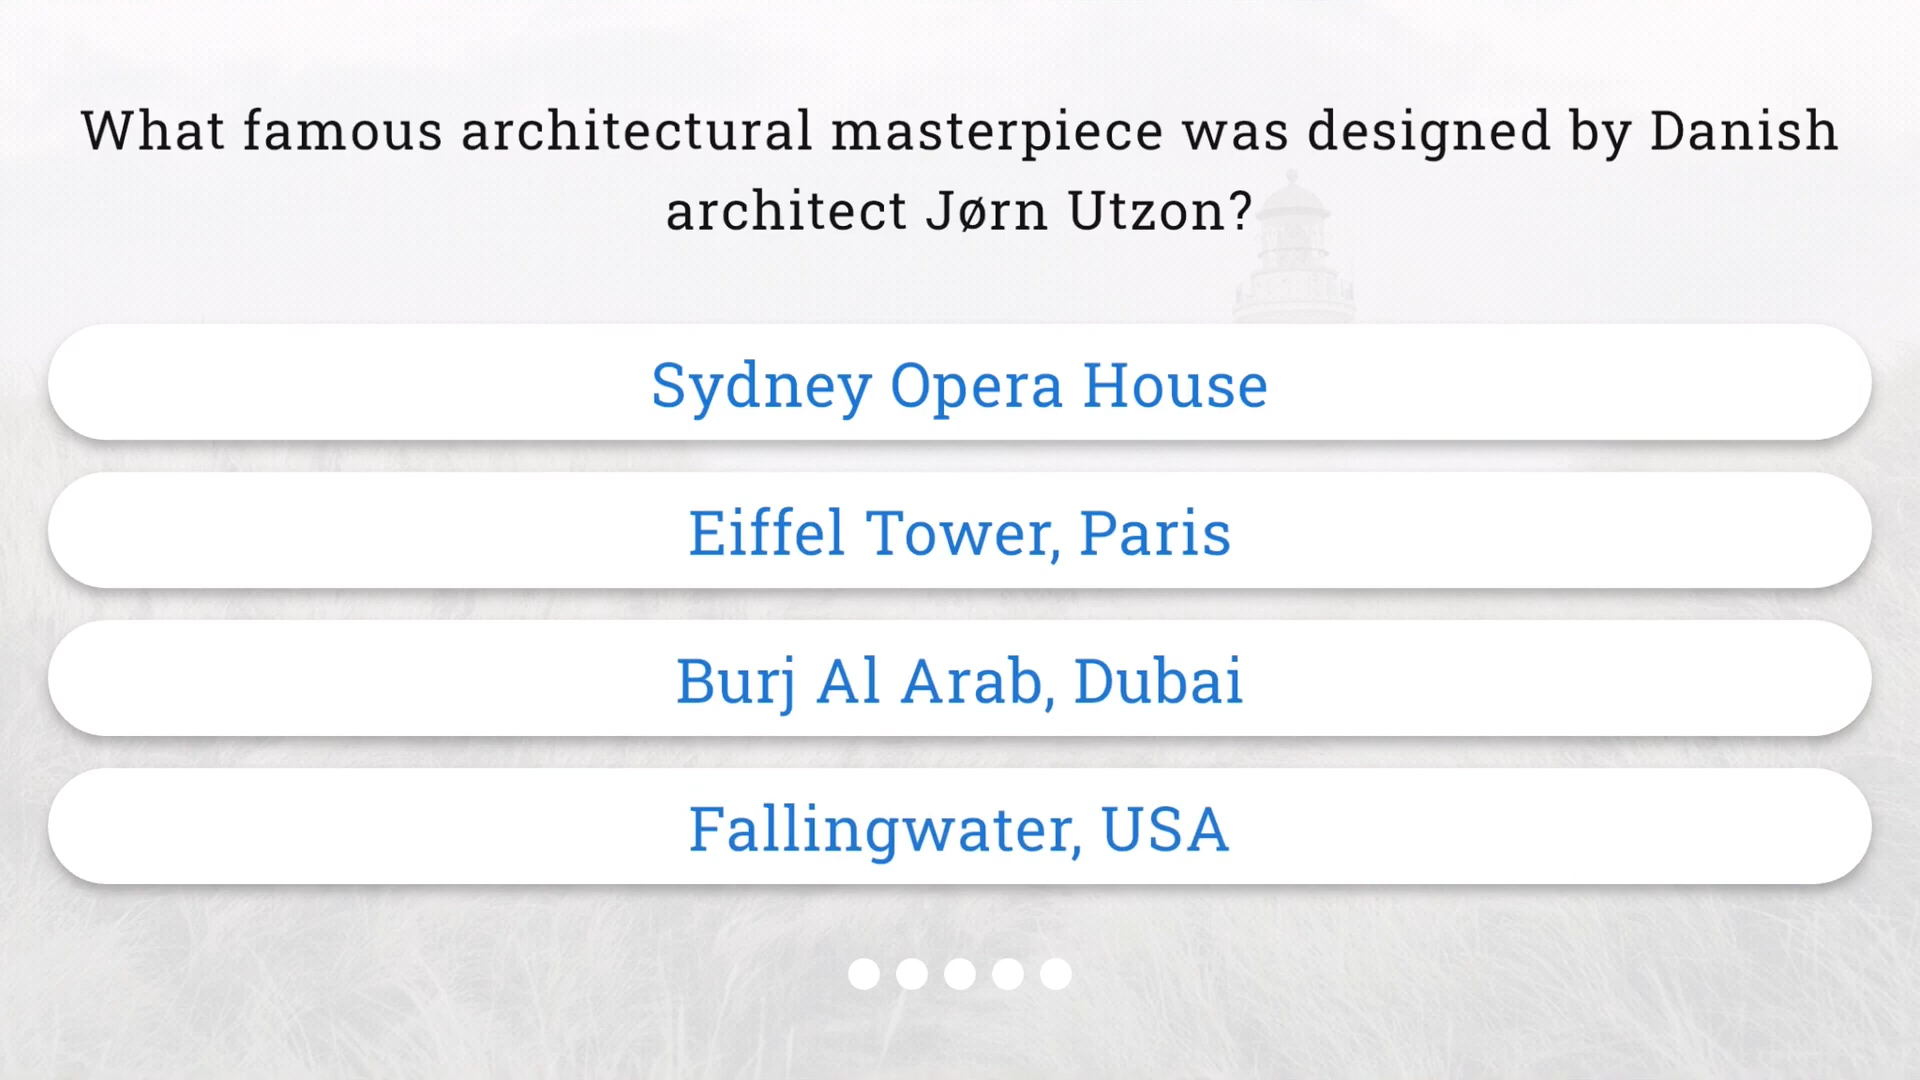 What famous architectural masterpiece was designed by Danish
architect Jørn Utzon?
Sydney Opera House
Eiffel Tower, Paris
Burj Al Arab, Dubai
Fallingwater, USA